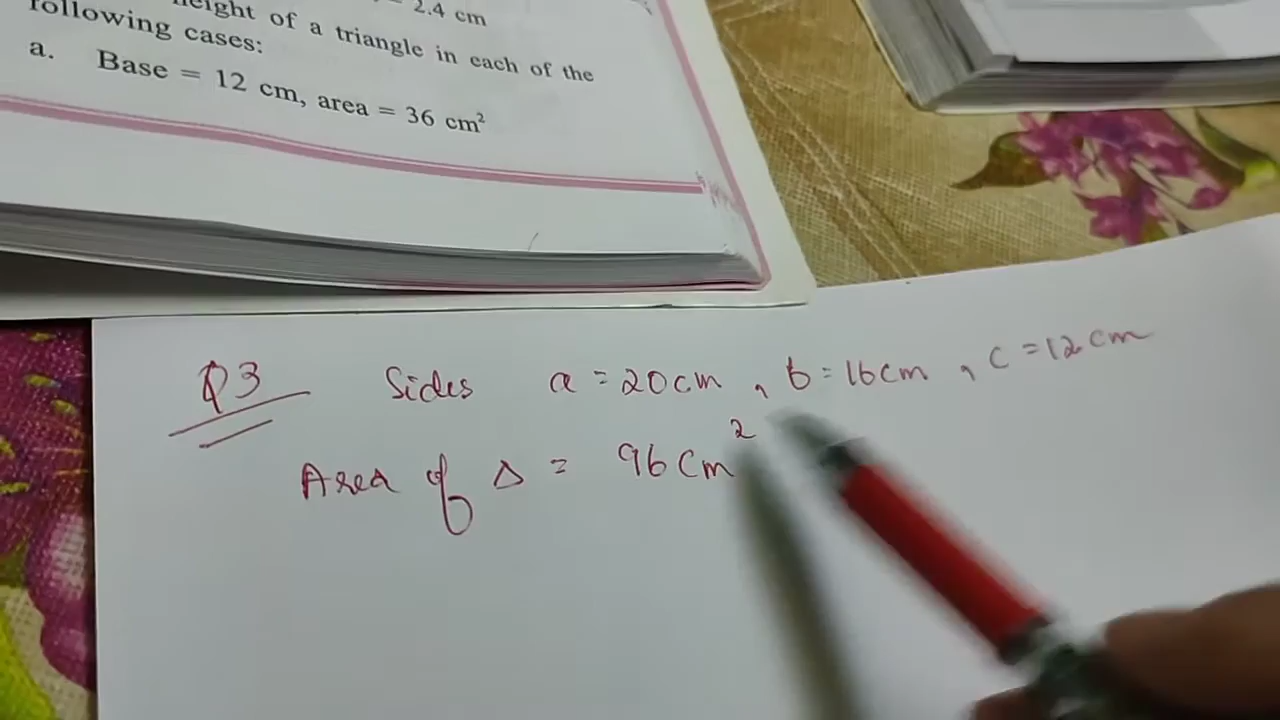 2.4 cm
height of a triangle in each of the
following cases:
a. Base = 12 cm, area = 36 cm²
Q3 Sides a = 20cm, b = 16cm, c = 12cm
Area of Δ = 96 Cm²